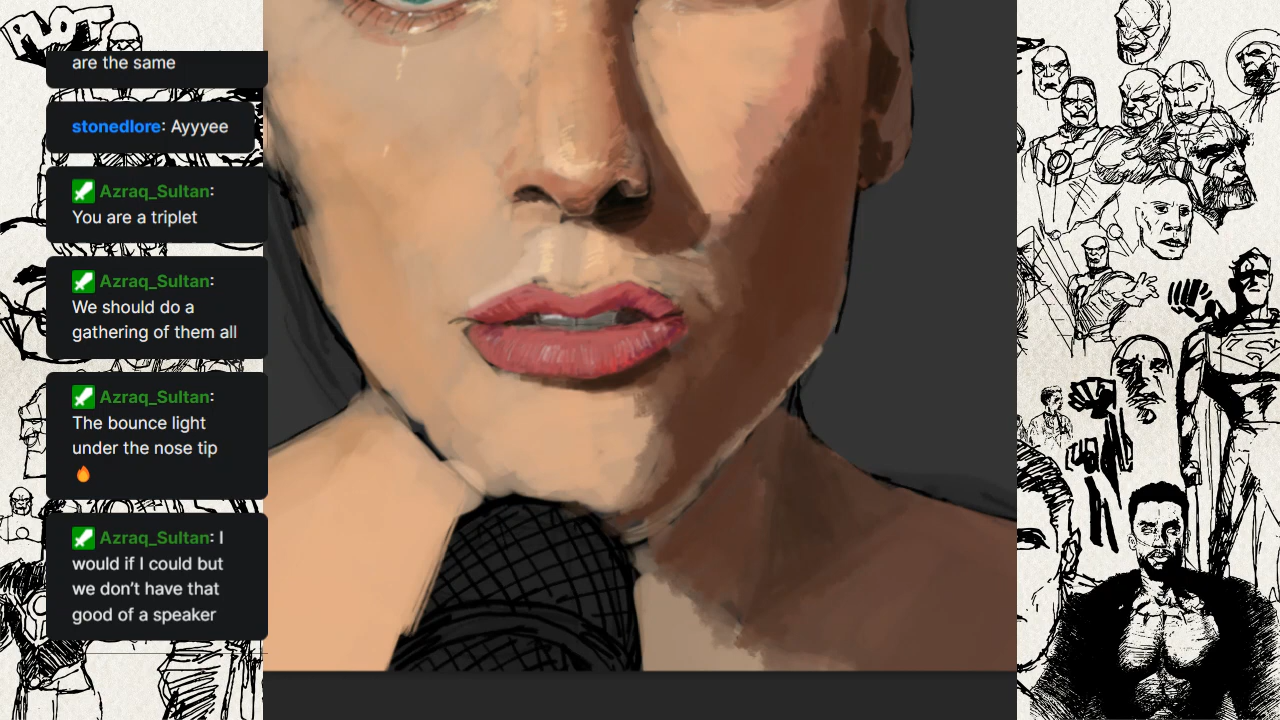 PLOT
are the same
stonedlore: Ayyyee
Azraq_Sultan:
You are a triplet
Azraq_Sultan:
We should do a
gathering of them all
Azraq_Sultan:
The bounce light
under the nose tip
🔥
Azraq_Sultan: I
would if I could but
we don’t have that
good of a speaker